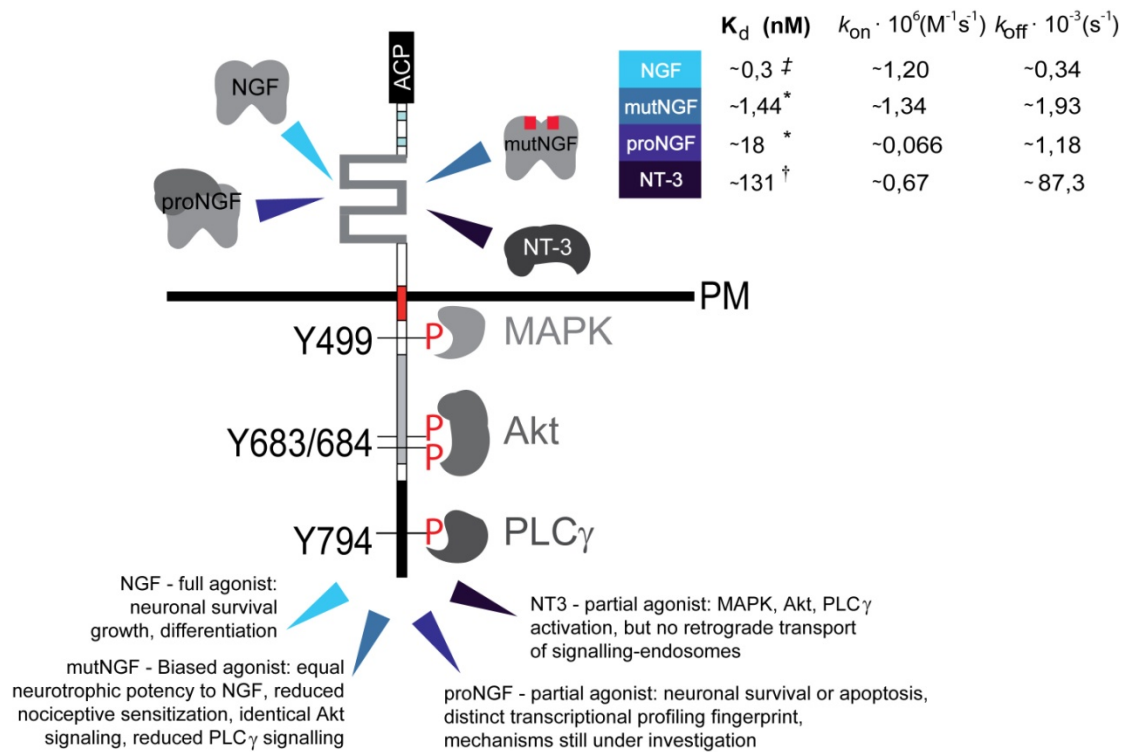 K_d (nM) k_on · 10⁶(M⁻¹s⁻¹) k_off · 10⁻³(s⁻¹)
NGF ~0,3 ‡ ~1,20 ~0,34
mutNGF ~1,44 * ~1,34 ~1,93
proNGF ~18 * ~0,066 ~1,18
NT-3 ~131 † ~0,67 ~87,3
ACP
NGF
mutNGF
proNGF
NT-3
PM
Y499 P MAPK
Y683/684 P P Akt
Y794 P PLCγ
NGF - full agonist:
neuronal survival
growth, differentiation
mutNGF - Biased agonist: equal
neurotrophic potency to NGF, reduced
nociceptive sensitization, identical Akt
signaling, reduced PLCγ signalling
NT3 - partial agonist: MAPK, Akt, PLCγ
activation, but no retrograde transport
of signalling-endosomes
proNGF - partial agonist: neuronal survival or apoptosis,
distinct transcriptional profiling fingerprint,
mechanisms still under investigation